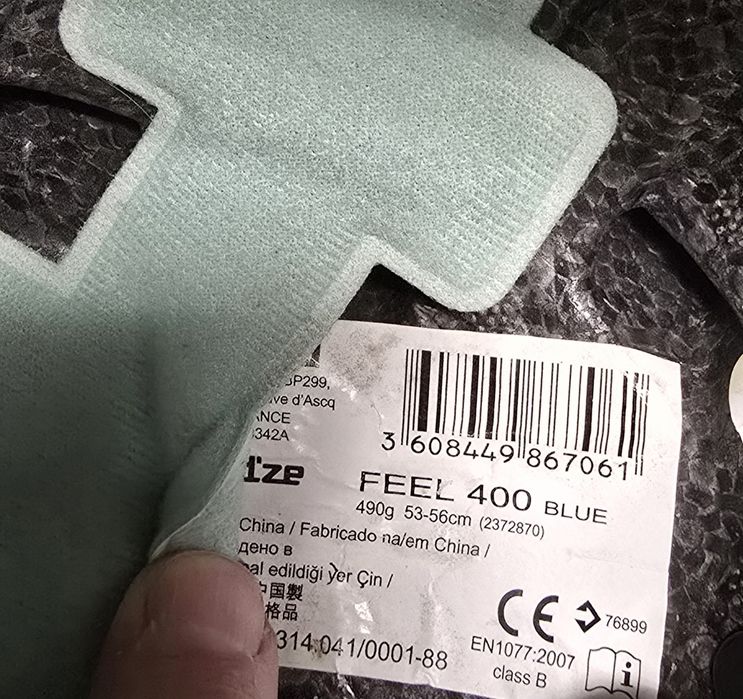 BP299,
ve d'Ascq
NCE
342A
3 608449 867061
d'ze
FEEL 400 BLUE
490g 53-56cm (2372870)
China / Fabricado na/em China /
дено в
al edildiği yer Çin /
中国製
格品
314.041/0001-88
CE
76899
EN1077:2007
class B
i